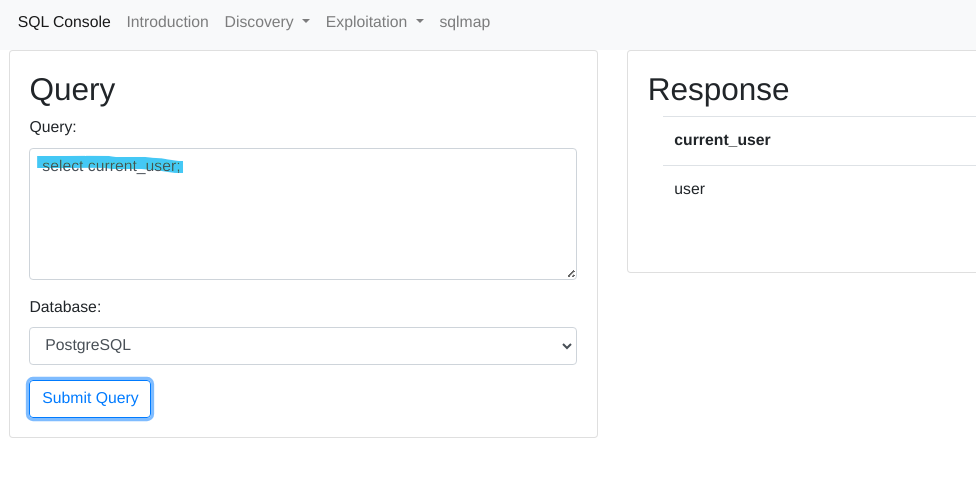 SQL Console Introduction Discovery Exploitation sqlmap
Query
Query:
select current_user;
Database:
PostgreSQL
Submit Query
Response
current_user
user